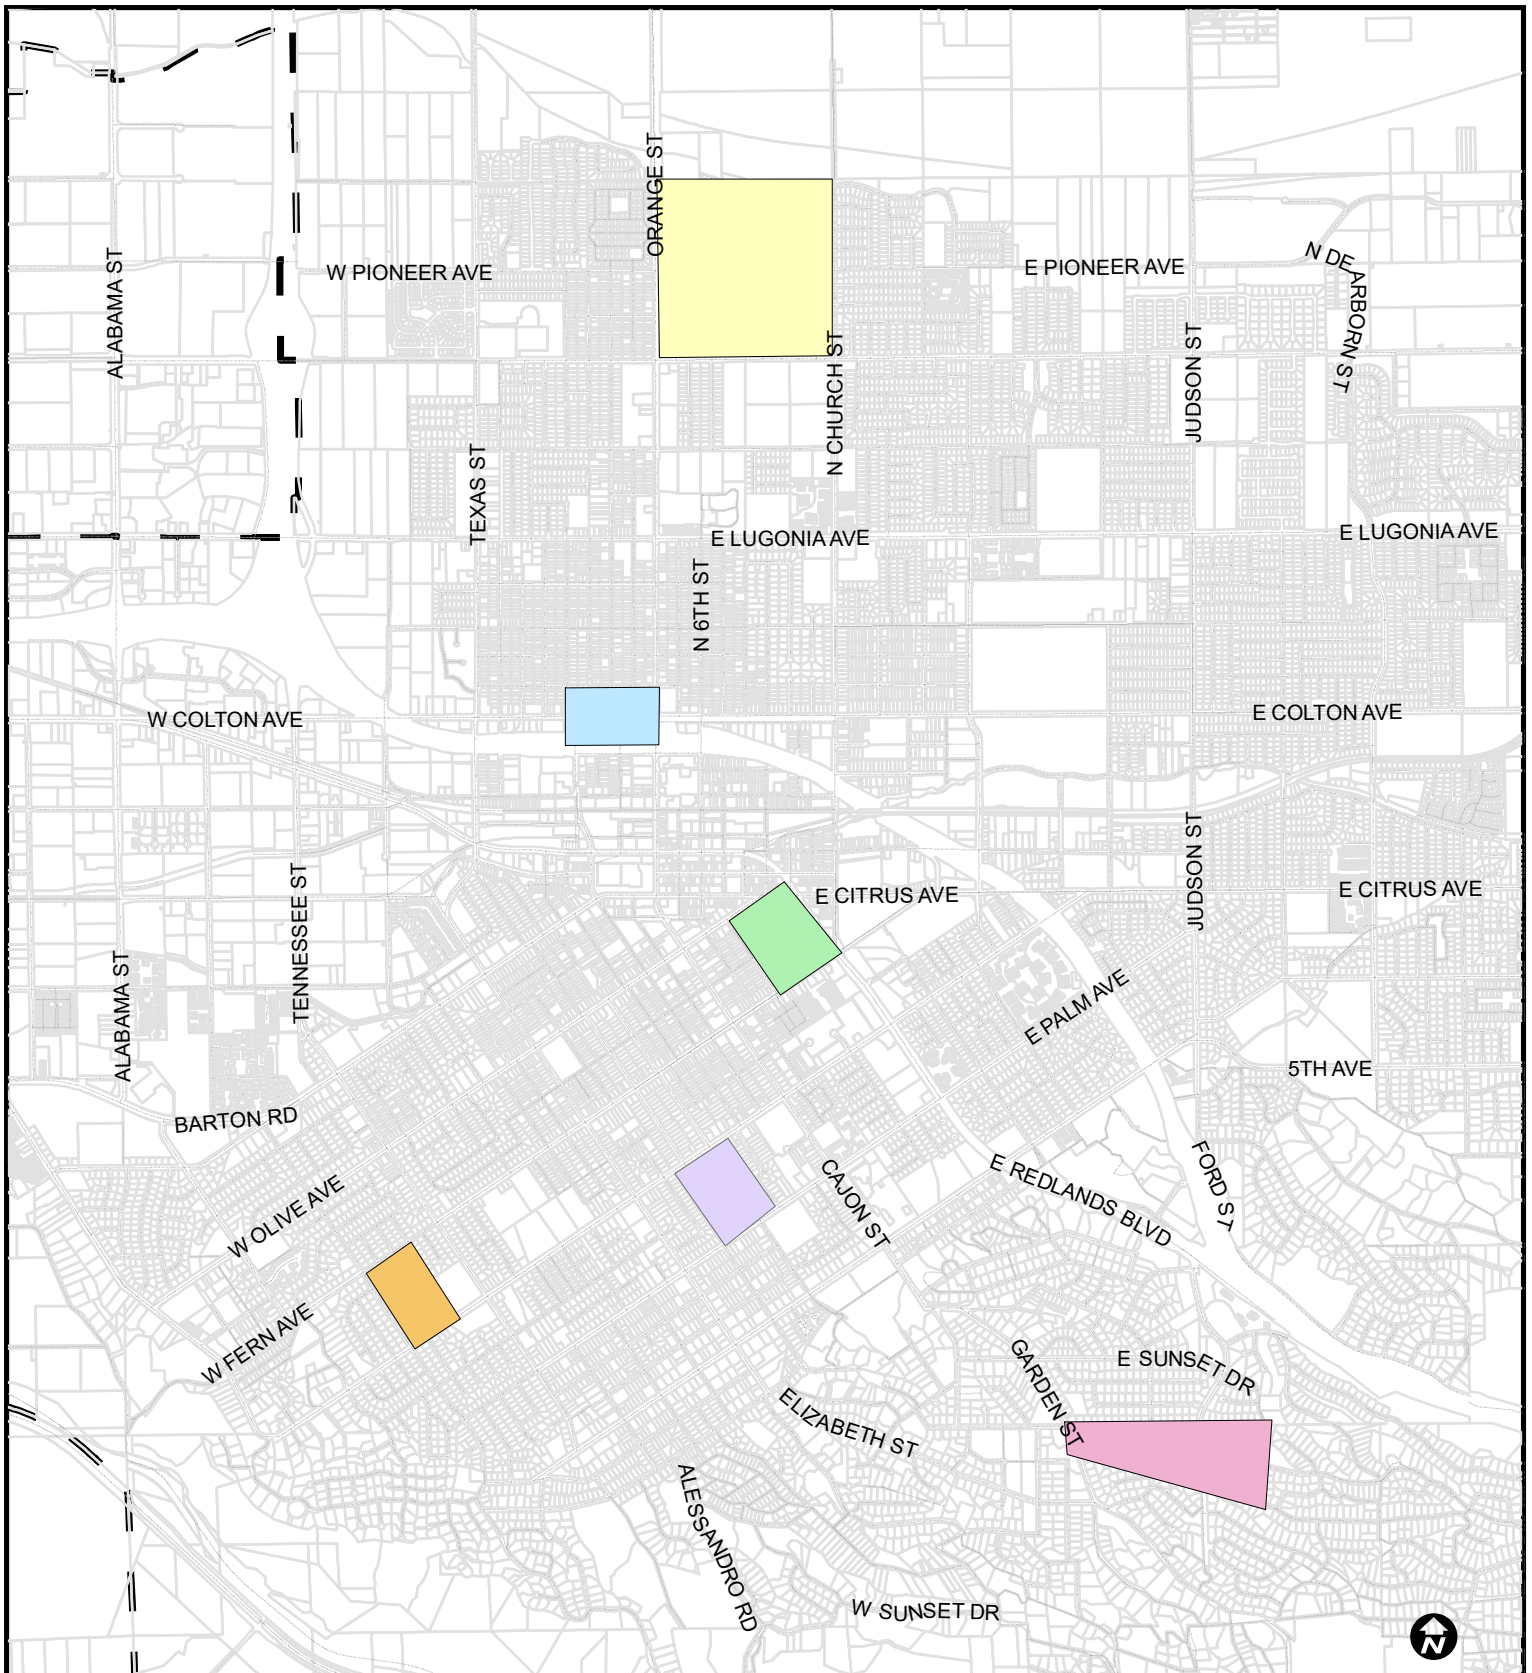 ORANGE ST
W PIONEER AVE
E PIONEER AVE
N DEARBORN ST
ALABAMA ST
N CHURCH ST
JUDSON ST
TEXAS ST
E LUGONIA AVE
E LUGONIA AVE
N 6TH ST
W COLTON AVE
E COLTON AVE
E CITRUS AVE
E CITRUS AVE
JUDSON ST
TENNESSEE ST
ALABAMA ST
E PALM AVE
5TH AVE
BARTON RD
W OLIVE AVE
CAJON ST
E REDLANDS BLVD
FORD ST
W FERN AVE
GARDEN ST
E SUNSET DR
ELIZABETH ST
ALESSANDRO RD
W SUNSET DR
N